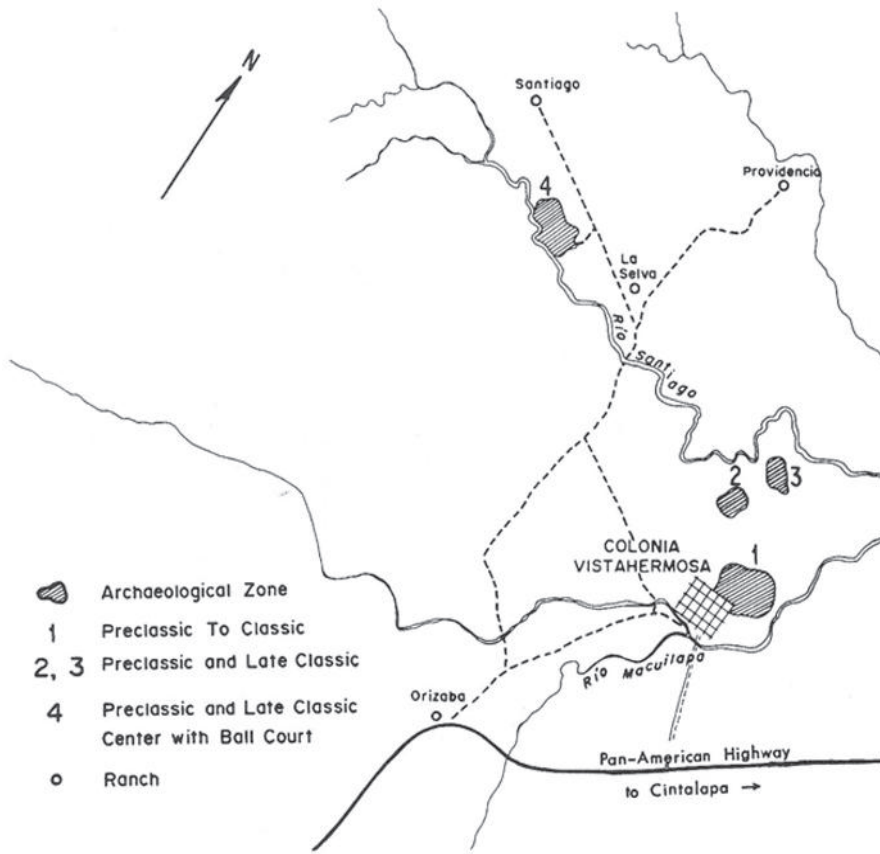 N
Santiago
4
Providencia
La
Selva
Río
Santiago
2
3
COLONIA
VISTAHERMOSA
1
Archaeological Zone
1 Preclassic To Classic
2, 3 Preclassic and Late Classic
4 Preclassic and Late Classic
Center with Ball Court
Ranch
Río Macuilapa
Orizaba
Pan-American Highway
to Cintalapa →